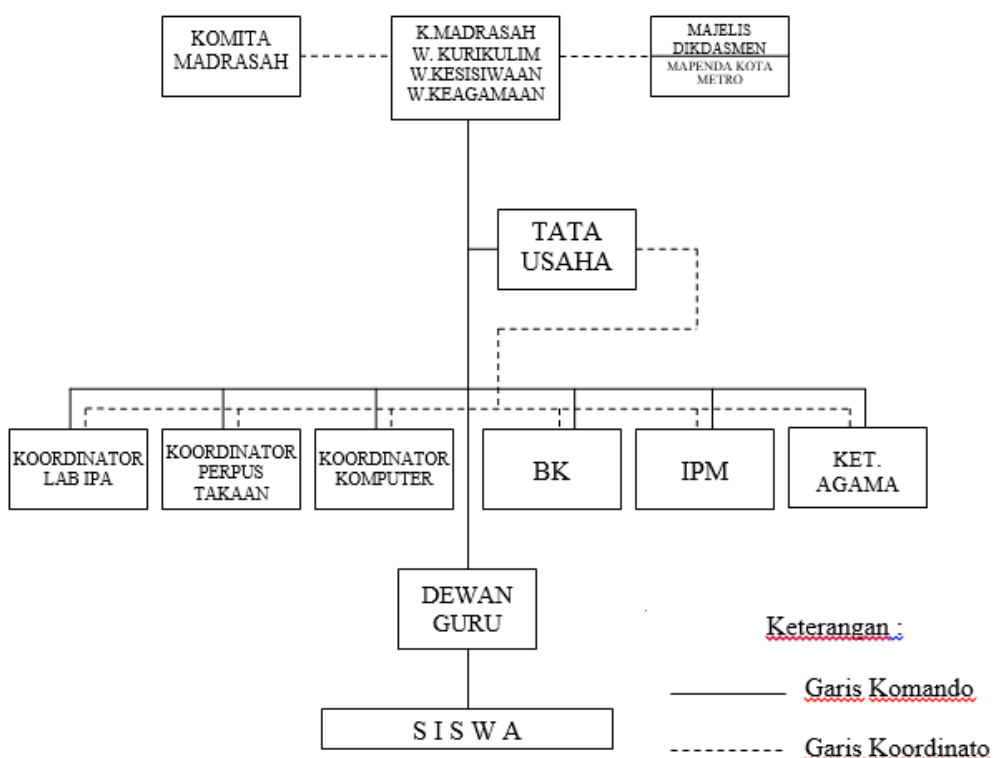 KOMITA
MADRASAH
K.MADRASAH
W. KURIKULIM
W.KESISIWAAN
W.KEAGAMAAN
MAJELIS
DIKDASMEN
MAPENDA KOTA
METRO
TATA
USAHA
KOORDINATOR
LAB IPA
KOORDINATOR
PERPUS
TAKAAN
KOORDINATOR
KOMPUTER
BK
IPM
KET.
AGAMA
DEWAN
GURU
S I S W A
Keterangan :
Garis Komando
Garis Koordinato